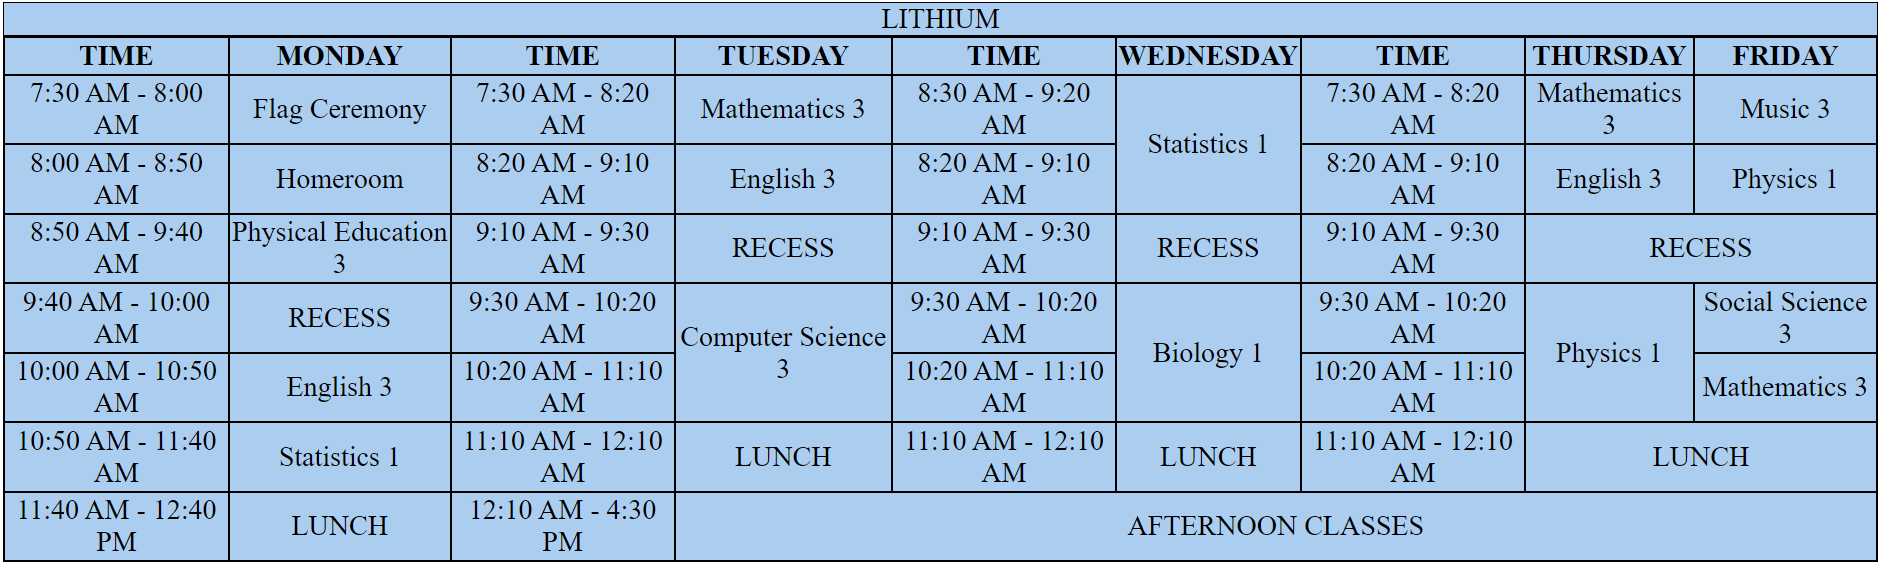 LITHIUM
TIME MONDAY TIME TUESDAY TIME WEDNESDAY TIME THURSDAY FRIDAY
7:30 AM - 8:00 AM Flag Ceremony 7:30 AM - 8:20 AM Mathematics 3 8:30 AM - 9:20 AM Statistics 1 7:30 AM - 8:20 AM Mathematics 3 Music 3
8:00 AM - 8:50 AM Homeroom 8:20 AM - 9:10 AM English 3 8:20 AM - 9:10 AM 8:20 AM - 9:10 AM English 3 Physics 1
8:50 AM - 9:40 AM Physical Education 3 9:10 AM - 9:30 AM RECESS 9:10 AM - 9:30 AM RECESS 9:10 AM - 9:30 AM RECESS
9:40 AM - 10:00 AM RECESS 9:30 AM - 10:20 AM Computer Science 3 9:30 AM - 10:20 AM Biology 1 9:30 AM - 10:20 AM Physics 1 Social Science 3
10:00 AM - 10:50 AM English 3 10:20 AM - 11:10 AM 10:20 AM - 11:10 AM 10:20 AM - 11:10 AM Mathematics 3
10:50 AM - 11:40 AM Statistics 1 11:10 AM - 12:10 AM LUNCH 11:10 AM - 12:10 AM LUNCH 11:10 AM - 12:10 AM LUNCH
11:40 AM - 12:40 PM LUNCH 12:10 AM - 4:30 PM AFTERNOON CLASSES